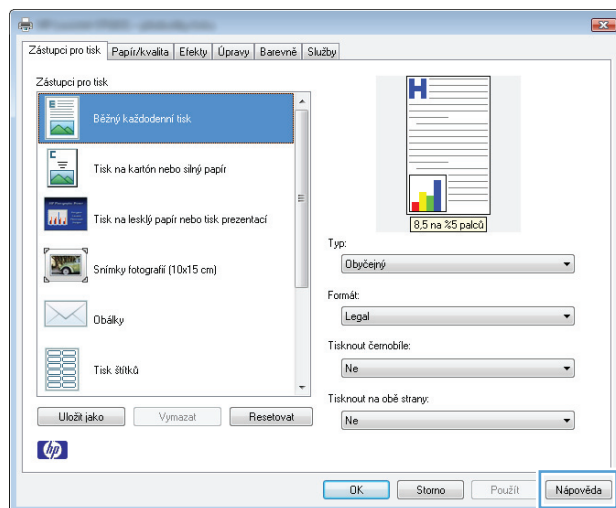 Zástupci pro tisk Papír/kvalita Efekty Úpravy Barevně Služby
Zástupci pro tisk
Běžný každodenní tisk
Tisk na kartón nebo silný papír
Tisk na lesklý papír nebo tisk prezentací
Snímky fotografií (10x15 cm)
Obálky
Tisk štítků
Uložit jako Vymazat Resetovat
hp
H
8,5 na %5 palců
Typ:
Obyčejný
Formát:
Legal
Tisknout černobíle:
Ne
Tisknout na obě strany:
Ne
OK Storno Použít Nápověda